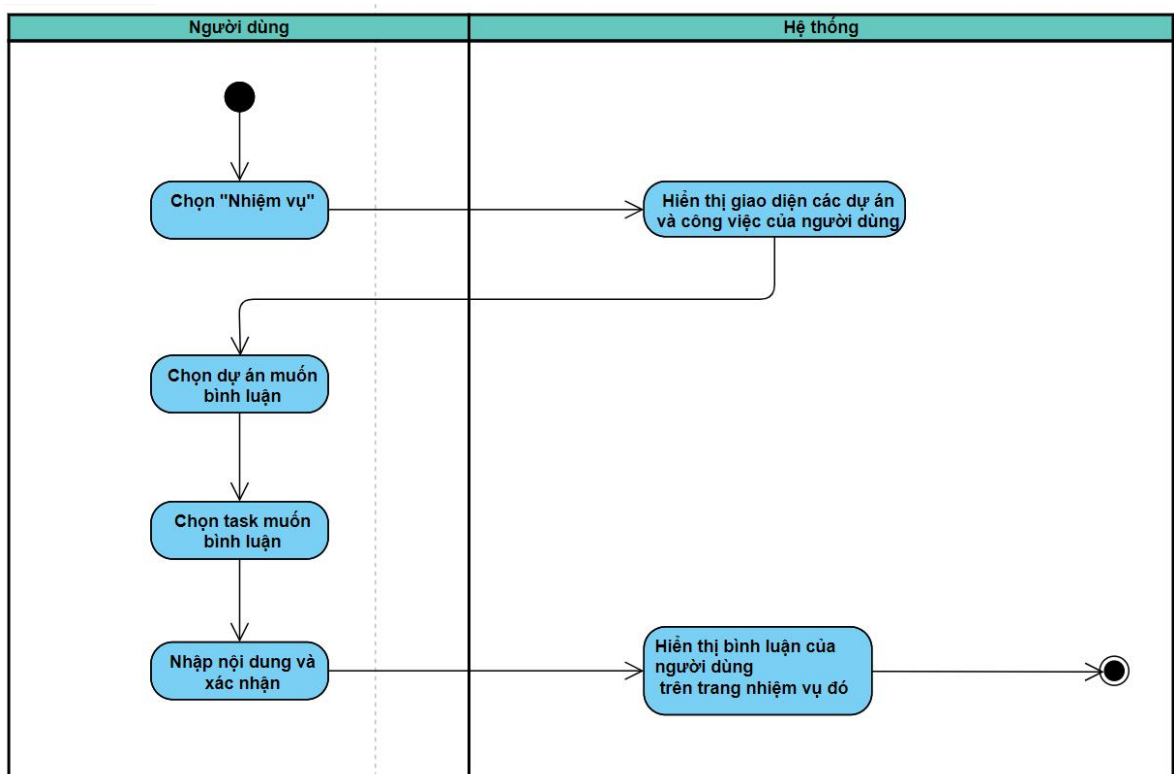 Người dùng
Hệ thống
Chọn "Nhiệm vụ"
Hiển thị giao diện các dự án
và công việc của người dùng
Chọn dự án muốn
bình luận
Chọn task muốn
bình luận
Nhập nội dung và
xác nhận
Hiển thị bình luận của
người dùng
trên trang nhiệm vụ đó